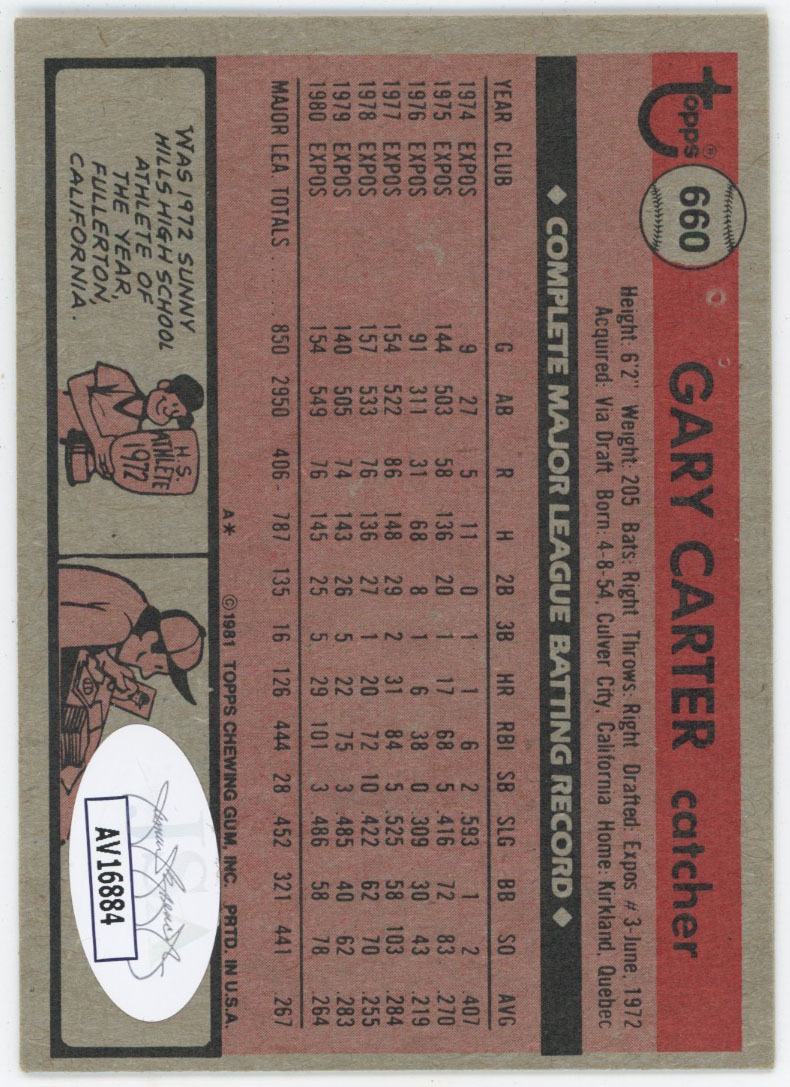 topps®
660
GARY CARTER catcher
Height: 6'2" Weight: 205 Bats: Right Throws: Right Drafted: Expos #3-June, 1972
Acquired: Via Draft Born: 4-8-54, Culver City, California Home: Kirkland, Quebec
◆ COMPLETE MAJOR LEAGUE BATTING RECORD ◆
YEAR CLUB G AB R H 2B 3B HR RBI SB SLG BB SO AVG
1974 EXPOS 9 27 5 11 0 1 1 6 2 .593 1 2 .407
1975 EXPOS 144 503 58 136 20 1 17 68 5 .416 72 83 .270
1976 EXPOS 91 311 31 68 8 1 6 38 0 .309 30 43 .219
1977 EXPOS 154 522 86 148 29 2 31 84 5 .525 58 103 .284
1978 EXPOS 157 533 76 136 27 1 20 72 10 .422 62 70 .255
1979 EXPOS 140 505 74 143 26 5 22 75 3 .485 40 62 .283
1980 EXPOS 154 549 76 145 25 5 29 101 3 .486 58 78 .264
MAJOR LEA. TOTALS ..... 850 2950 406 787 135 16 126 444 28 .452 321 441 .267
A* ©1981 TOPPS CHEWING GUM, INC. PRTD. IN U.S.A.
WAS 1972 SUNNY
HILLS HIGH SCHOOL
ATHLETE OF
THE YEAR,
FULLERTON,
CALIFORNIA.
H.S.
ATHLETE
1972
JSA
AV16884